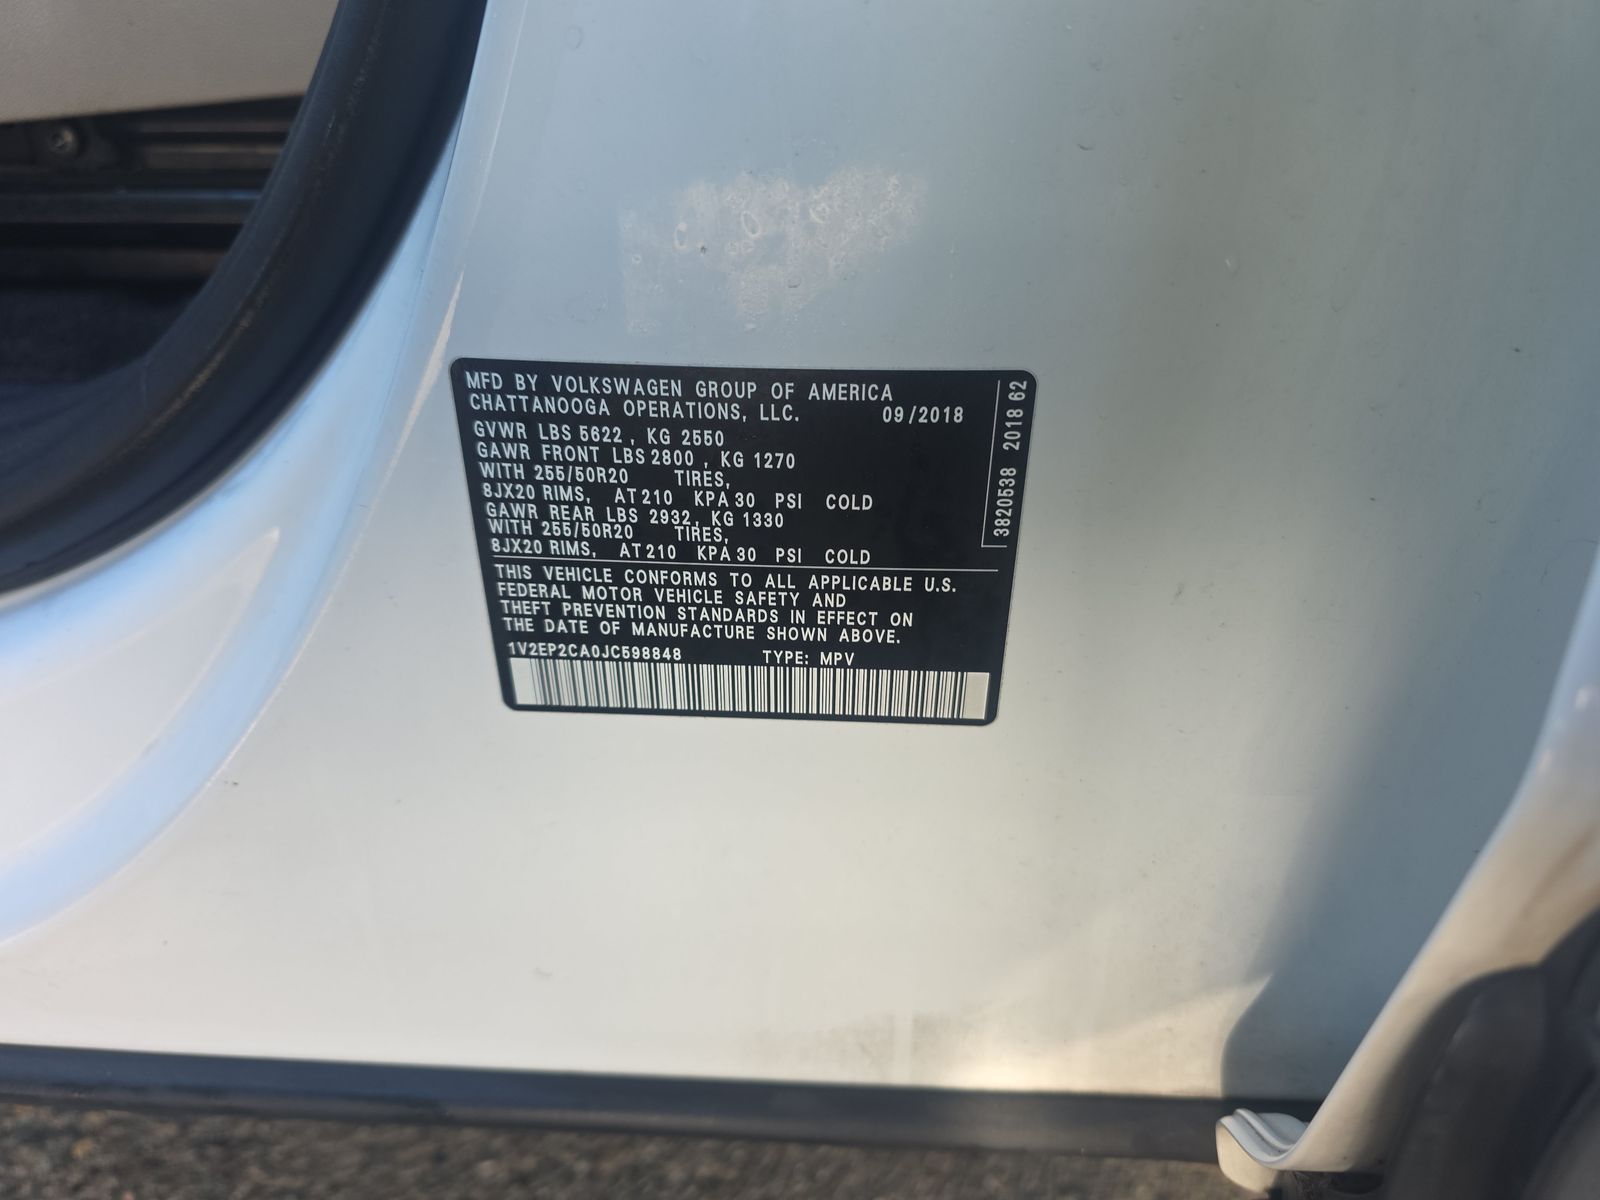 MFD BY VOLKSWAGEN GROUP OF AMERICA
CHATTANOOGA OPERATIONS, LLC. 09/2018
GVWR LBS 5622 , KG 2550
GAWR FRONT LBS 2800 , KG 1270
WITH 255/50R20 TIRES,
8JX20 RIMS, AT 210 KPA 30 PSI COLD
GAWR REAR LBS 2932, KG 1330
WITH 255/50R20 TIRES,
8JX20 RIMS, AT 210 KPA 30 PSI COLD
THIS VEHICLE CONFORMS TO ALL APPLICABLE U.S.
FEDERAL MOTOR VEHICLE SAFETY AND
THEFT PREVENTION STANDARDS IN EFFECT ON
THE DATE OF MANUFACTURE SHOWN ABOVE.
1V2EP2CA0JC598848 TYPE: MPV
3820538 2018 62